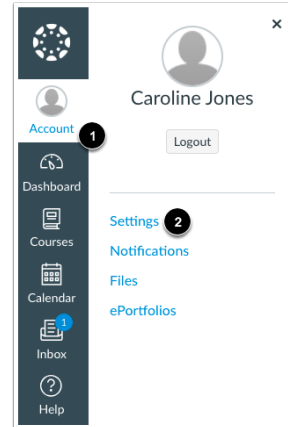 ×
Caroline Jones
Logout
Account 1
Dashboard
Courses
Calendar
1
Inbox
Help
Settings 2
Notifications
Files
ePortfolios